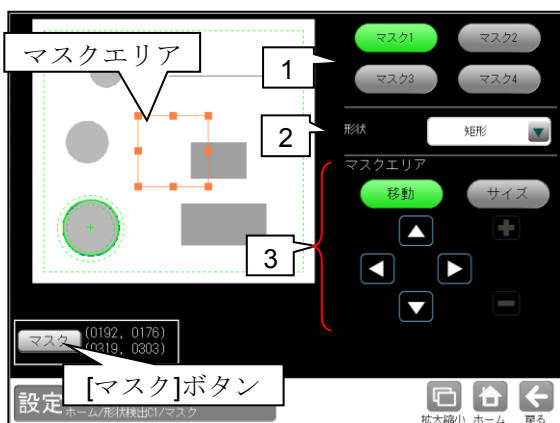 マスクエリア
1
マスク1
マスク2
マスク3
マスク4
2
形状
矩形
マスクエリア
移動
サイズ
3
マスク
(0192, 0176)
(0319, 0303)
[マスク]ボタン
設定
ホーム/形状検出C1/マスク
拡大縮小
ホーム
戻る